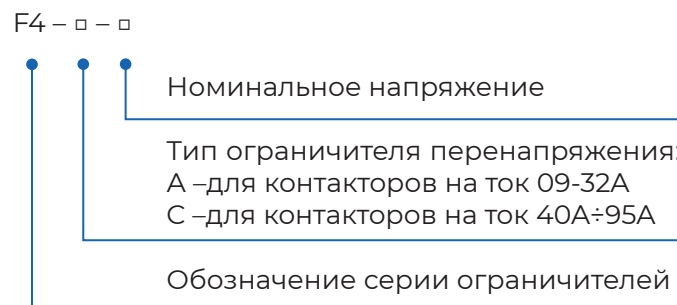 F4 – □ – □
Номинальное напряжение
Тип ограничителя перенапряжения:
А –для контакторов на ток 09-32А
С –для контакторов на ток 40А÷95А
Обозначение серии ограничителей